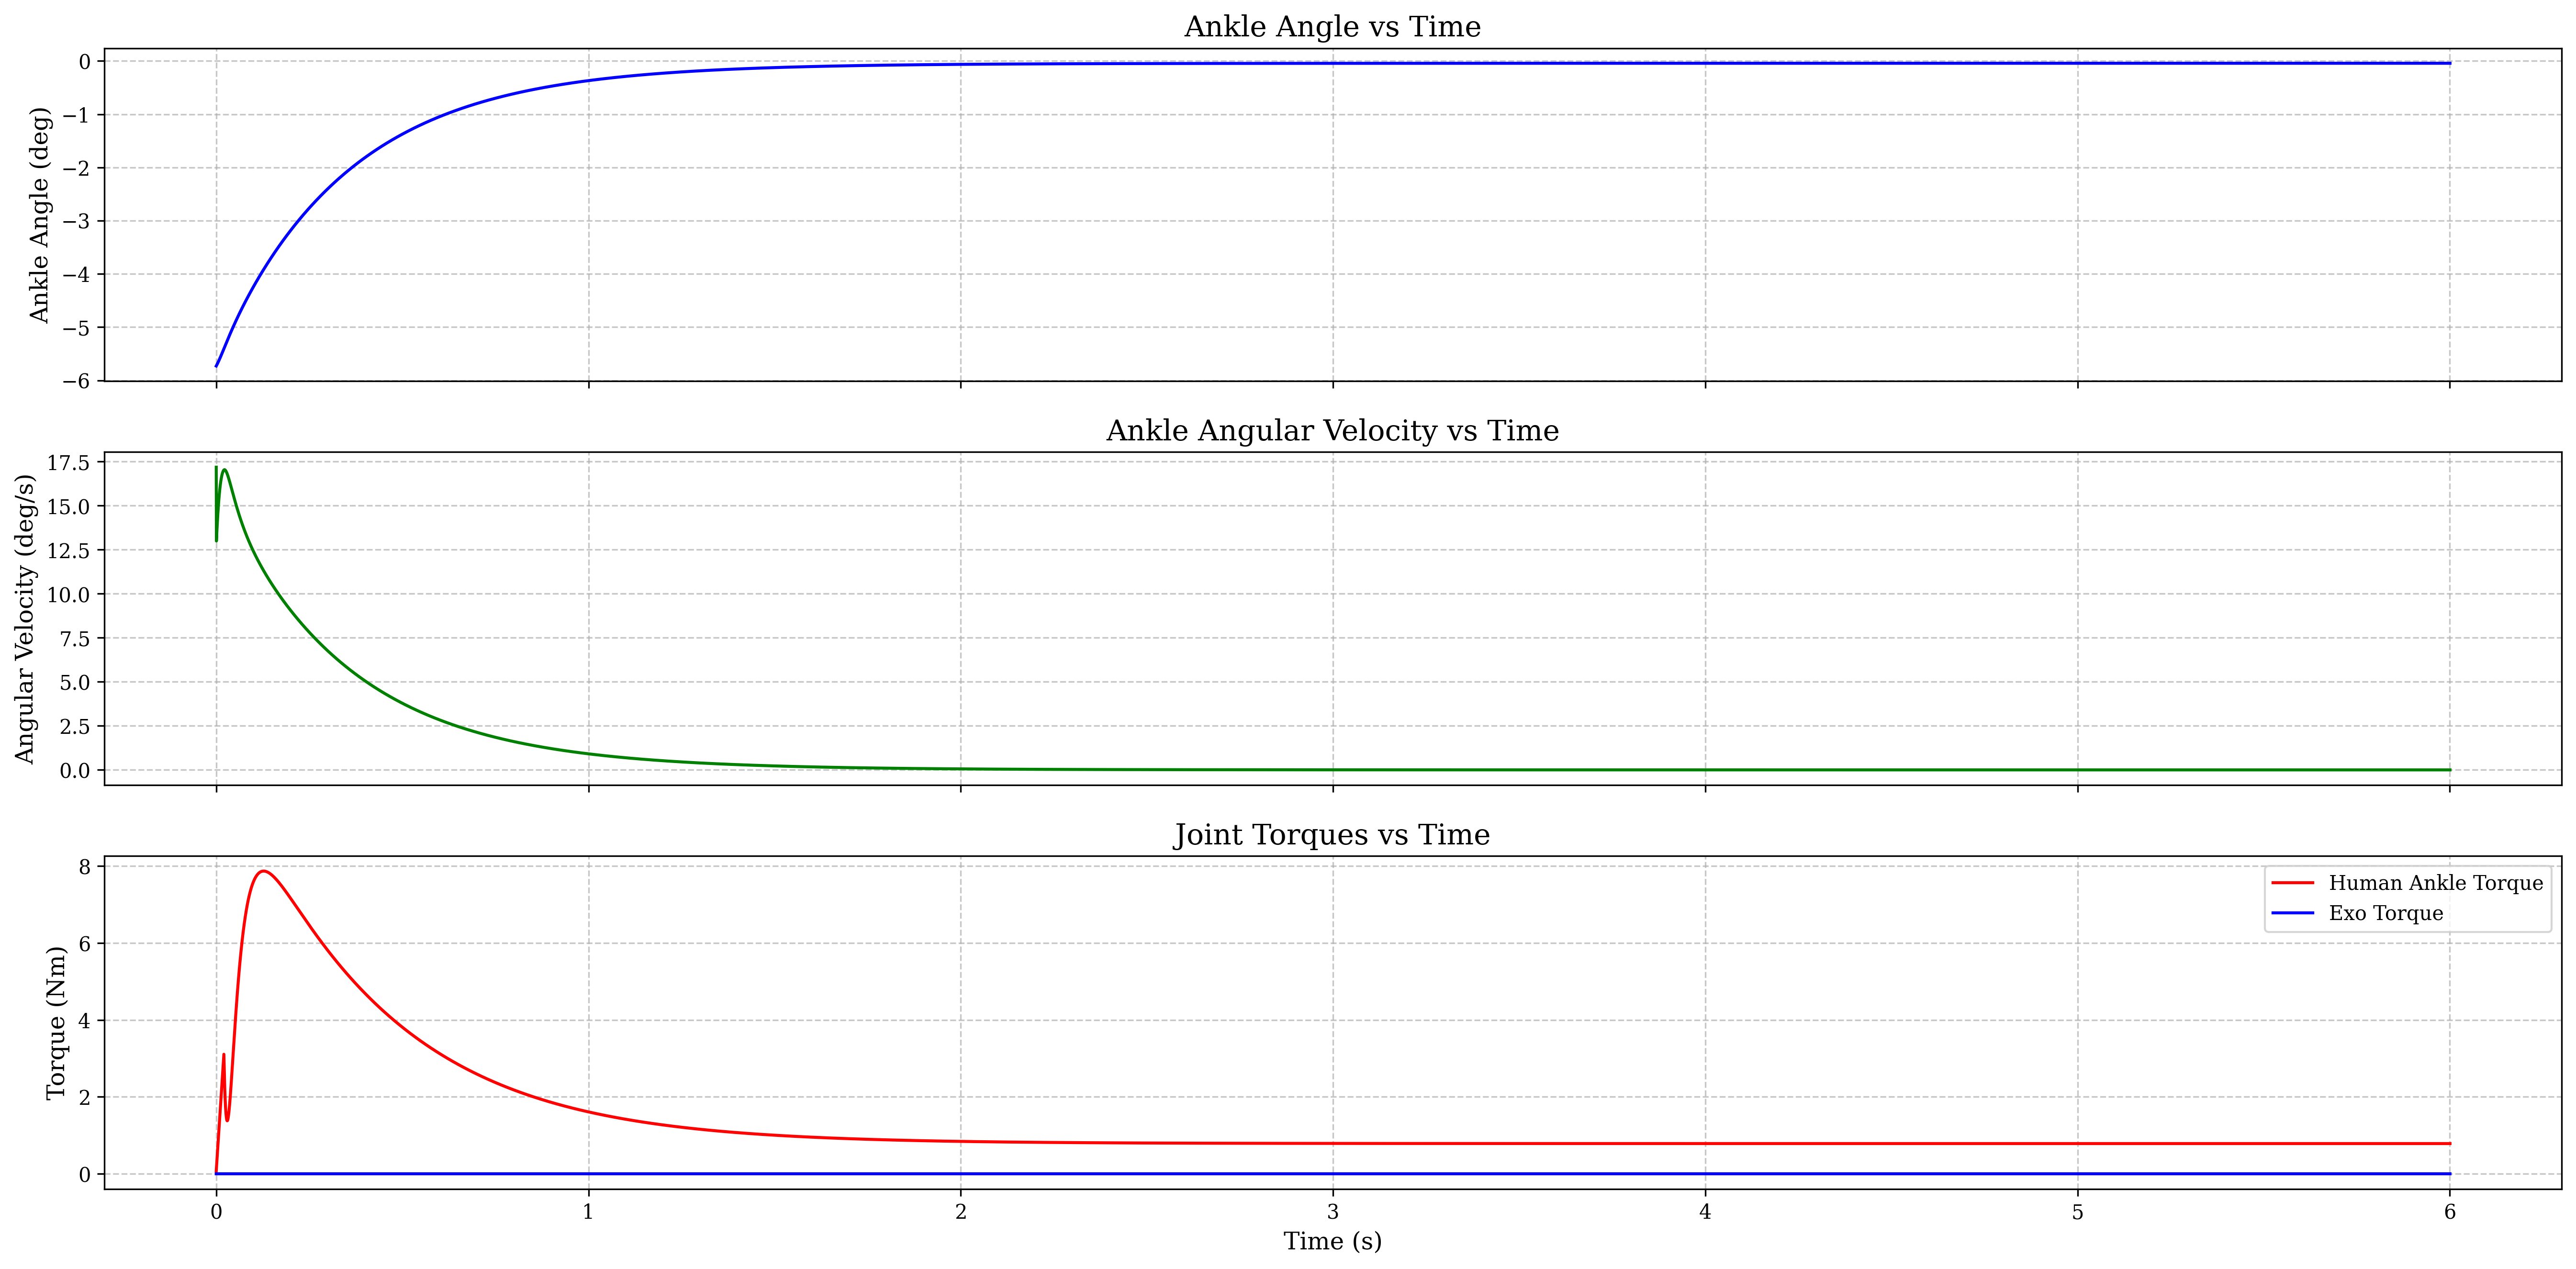 Ankle Angle vs Time
Ankle Angle (deg)
0
−1
−2
−3
−4
−5
−6
Ankle Angular Velocity vs Time
Angular Velocity (deg/s)
17.5
15.0
12.5
10.0
7.5
5.0
2.5
0.0
Joint Torques vs Time
Torque (Nm)
8
6
4
2
0
Human Ankle Torque
Exo Torque
0 1 2 3 4 5 6
Time (s)